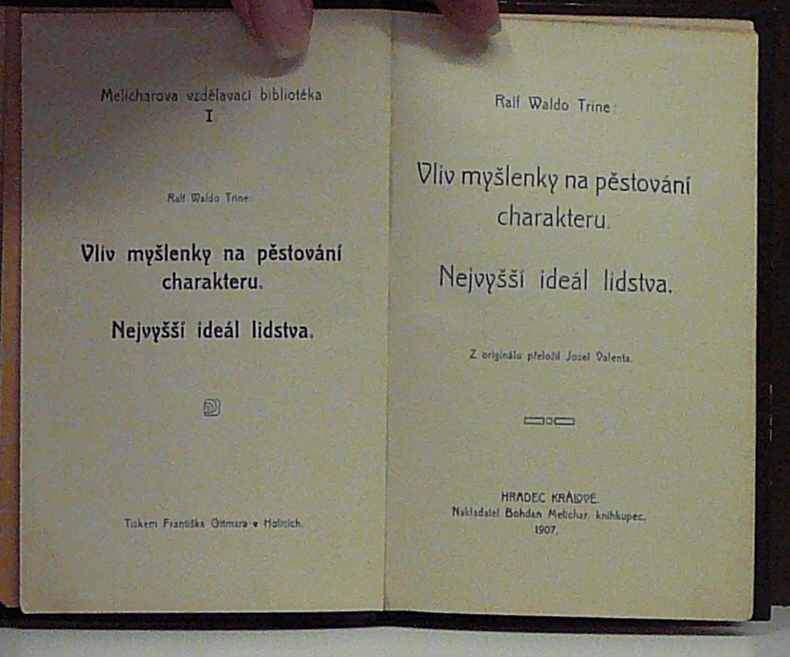 Melicharova vzdělavací bibliotéka
I
Ralf Waldo Trine:
Vliv myšlenky na pěstování
charakteru.
Nejvyšší ideál lidstva.
Tiskem Františka v Holicích.
Ralf Waldo Trine:
Vliv myšlenky na pěstování
charakteru.
Nejvyšší ideál lidstva.
Z originálu přeložil Josef Valenta.
HRADEC KRÁLOVÉ.
Nakladatel Bohdan Melichar, knihkupec.
1907.